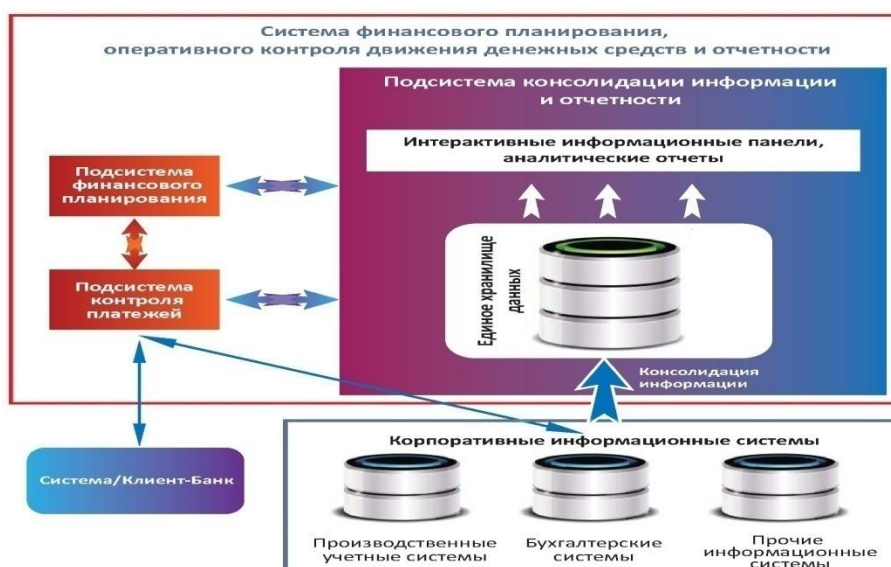 Система финансового планирования,
оперативного контроля движения денежных средств и отчетности
Подсистема консолидации информации
и отчетности
Интерактивные информационные панели,
аналитические отчеты
Подсистема
финансового
планирования
Подсистема
контроля
платежей
Единое хранилище
данных
Консолидация
информации
Система/Клиент-Банк
Корпоративные информационные системы
Производственные
учетные системы
Бухгалтерские
системы
Прочие
информационные
системы